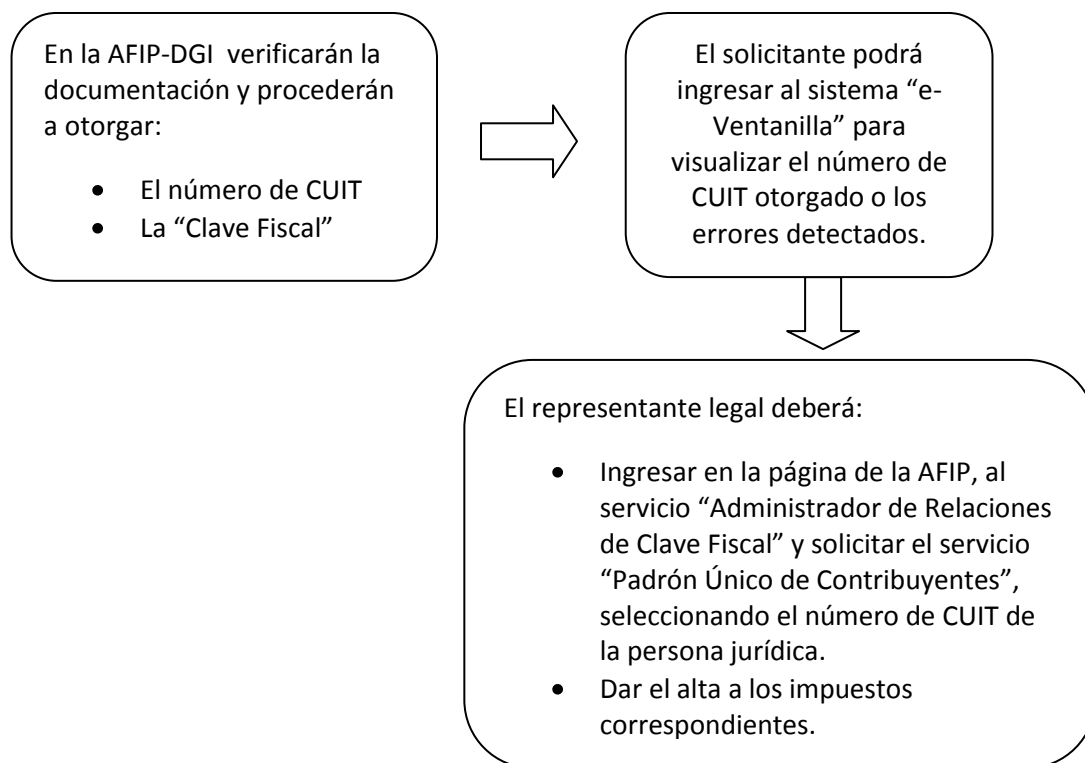 En la AFIP-DGI  verificarán la
documentación y procederán
a otorgar:
• El número de CUIT
• La “Clave Fiscal”
El solicitante podrá
ingresar al sistema “e-
Ventanilla” para
visualizar el número de
CUIT otorgado o los
errores detectados.
El representante legal deberá:
• Ingresar en la página de la AFIP, al
servicio “Administrador de Relaciones
de Clave Fiscal” y solicitar el servicio
“Padrón Único de Contribuyentes”,
seleccionando el número de CUIT de
la persona jurídica.
• Dar el alta a los impuestos
correspondientes.